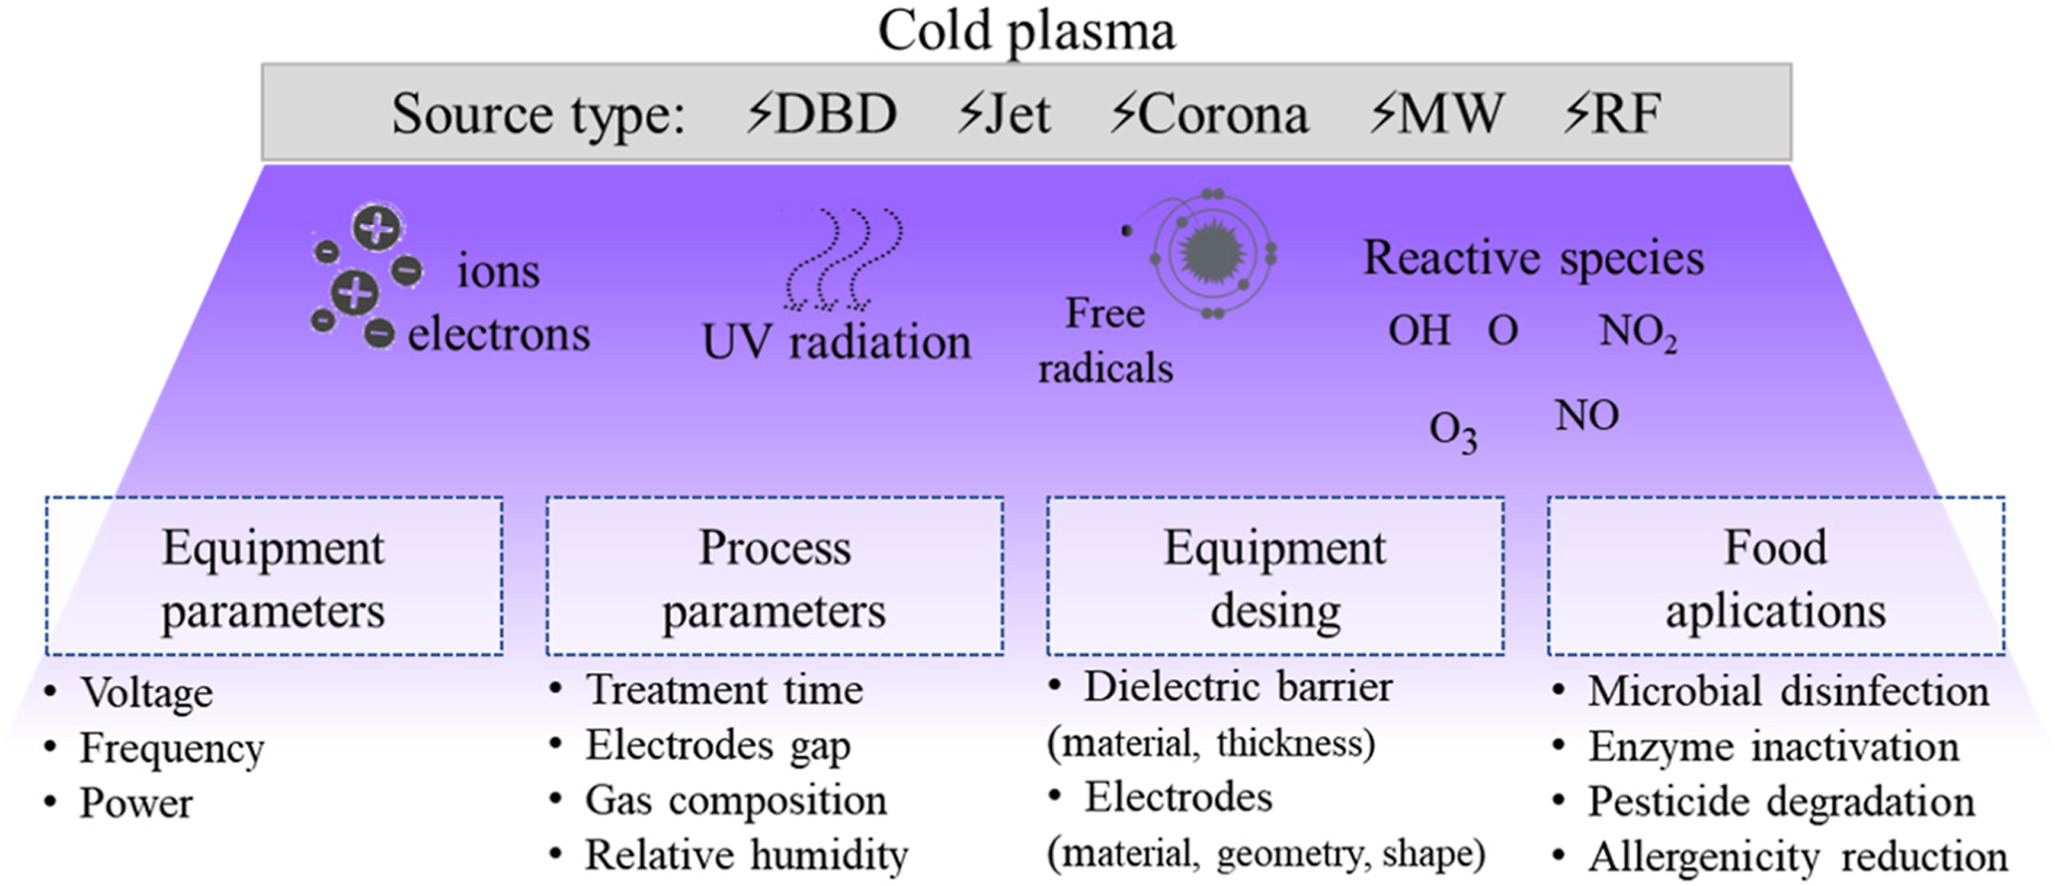 Cold plasma
Source type: ⚡DBD ⚡Jet ⚡Corona ⚡MW ⚡RF
ions
electrons
UV radiation
Free
radicals
Reactive species
OH O NO₂
O₃ NO
Equipment
parameters
• Voltage
• Frequency
• Power
Process
parameters
• Treatment time
• Electrodes gap
• Gas composition
• Relative humidity
Equipment
desing
• Dielectric barrier
(material, thickness)
• Electrodes
(material, geometry, shape)
Food
aplications
• Microbial disinfection
• Enzyme inactivation
• Pesticide degradation
• Allergenicity reduction